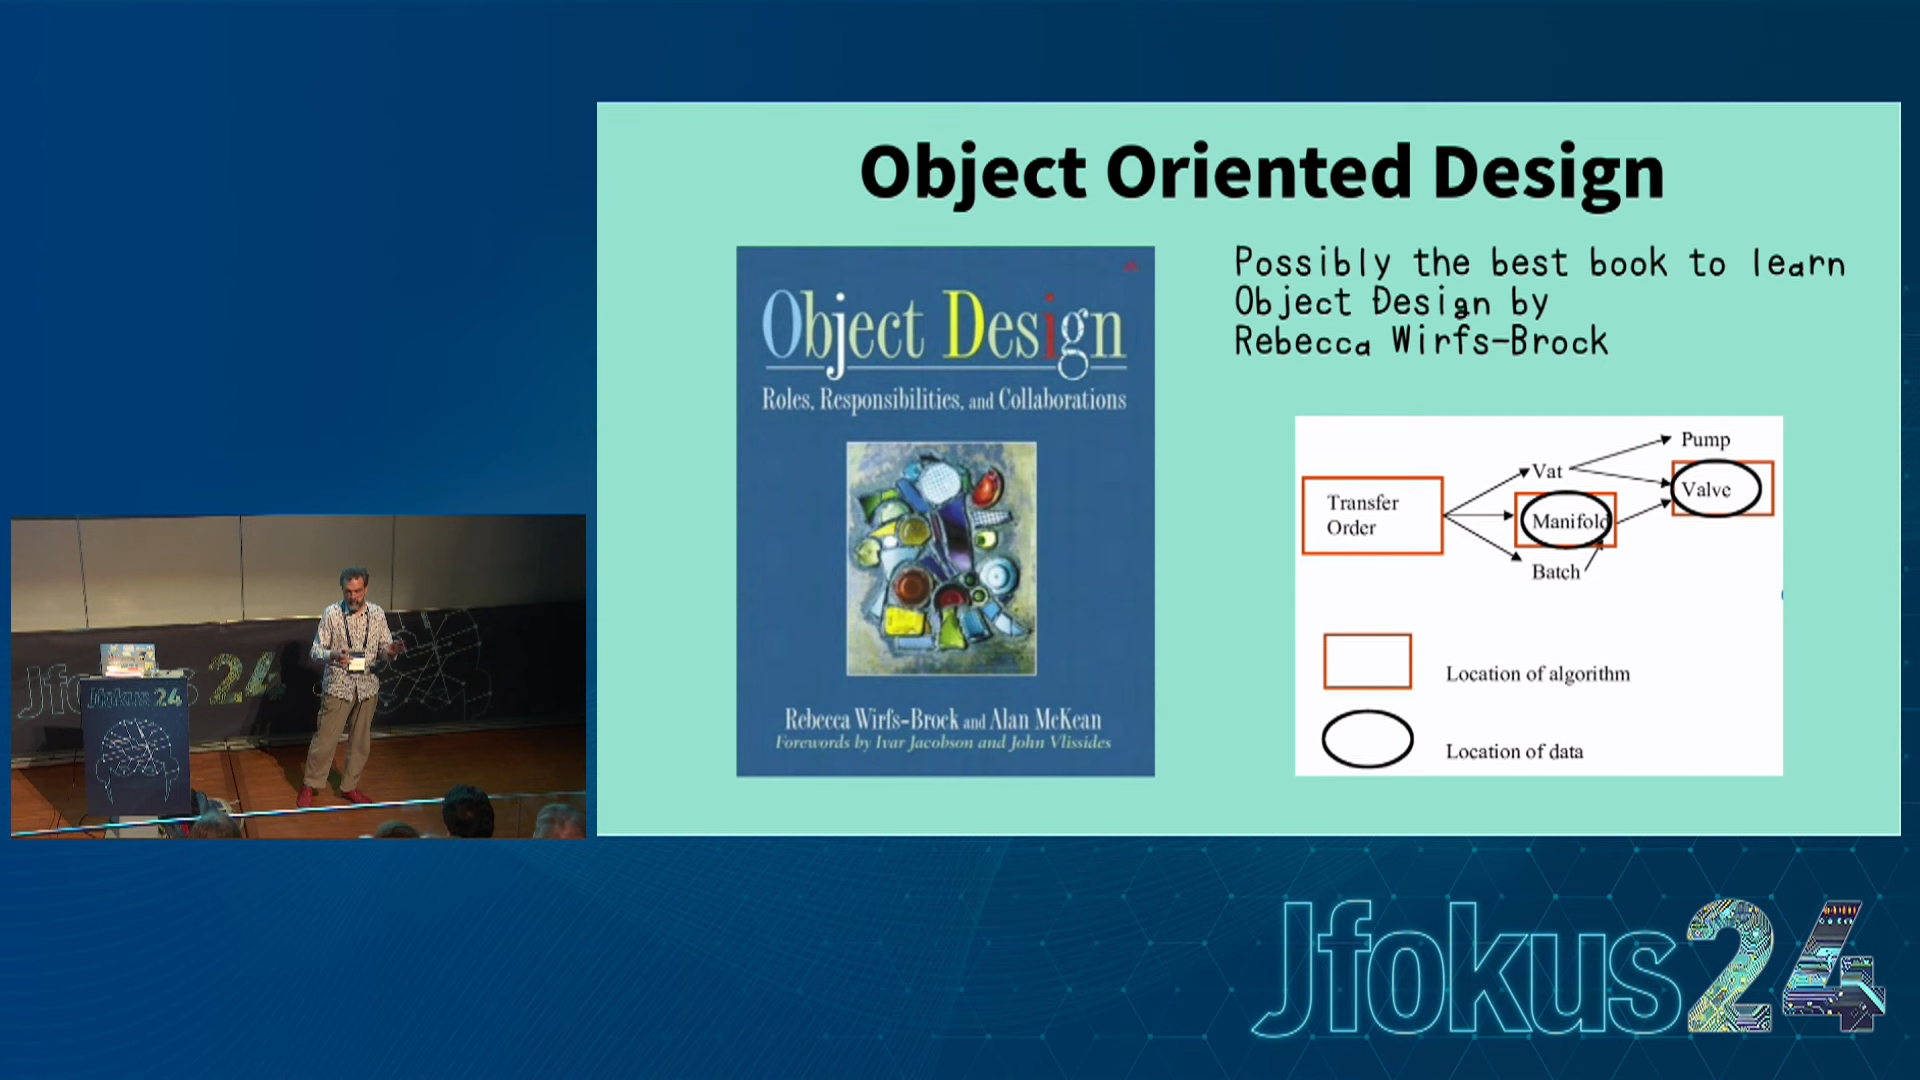 Object Oriented Design
Object Design
Roles, Responsibilities, and Collaborations
Rebecca Wirfs-Brock and Alan McKean
Forewords by Ivar Jacobson and John Vlissides
Possibly the best book to learn
Object Design by
Rebecca Wirfs-Brock
Transfer
Order
Vat
Manifold
Batch
Pump
Valve
Location of algorithm
Location of data
Jfo
24
Jfokus 24
Jfokus24